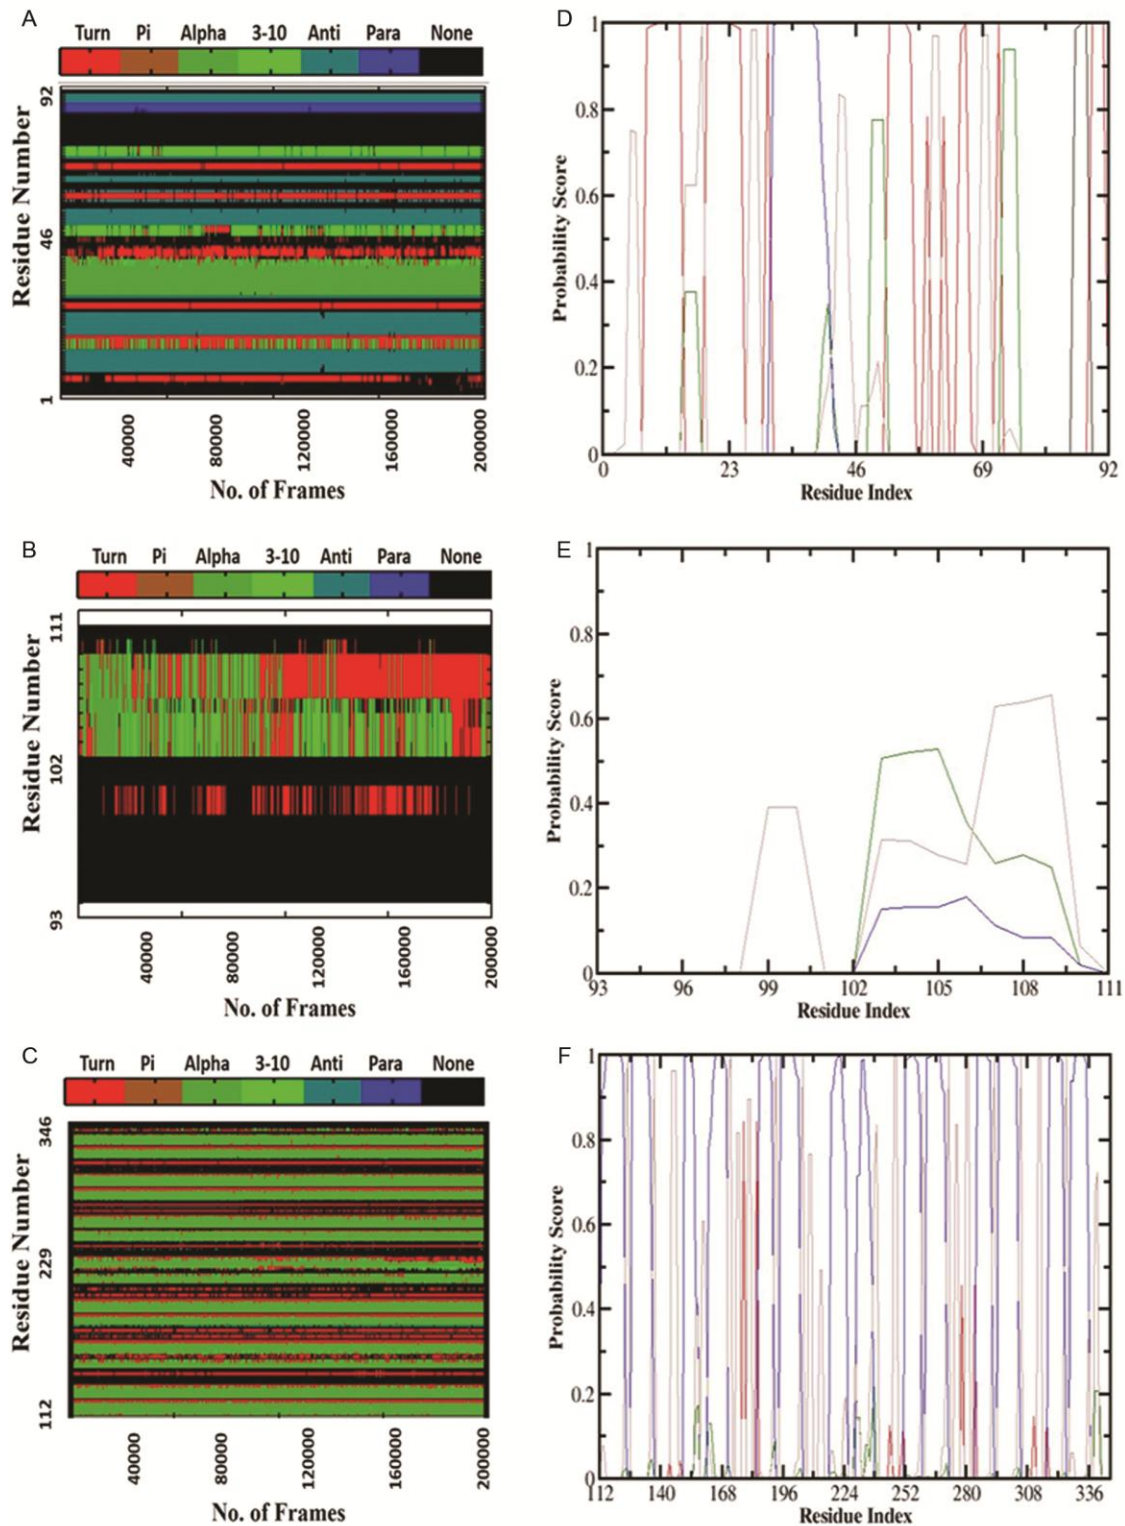 A
Turn Pi Alpha 3-10 Anti Para None
Residue Number
92
46
1
40000 80000 120000 160000 200000
No. of Frames
D
Probability Score
1
0.8
0.6
0.4
0.2
0
0 23 46 69 92
Residue Index
B
Turn Pi Alpha 3-10 Anti Para None
Residue Number
111
102
93
40000 80000 120000 160000 200000
No. of Frames
E
Probability Score
1
0.8
0.6
0.4
0.2
0
93 96 99 102 105 108 111
Residue Index
C
Turn Pi Alpha 3-10 Anti Para None
Residue Number
346
229
112
40000 80000 120000 160000 200000
No. of Frames
F
Probability Score
1
0.8
0.6
0.4
0.2
0
112 140 168 196 224 252 280 308 336
Residue Index